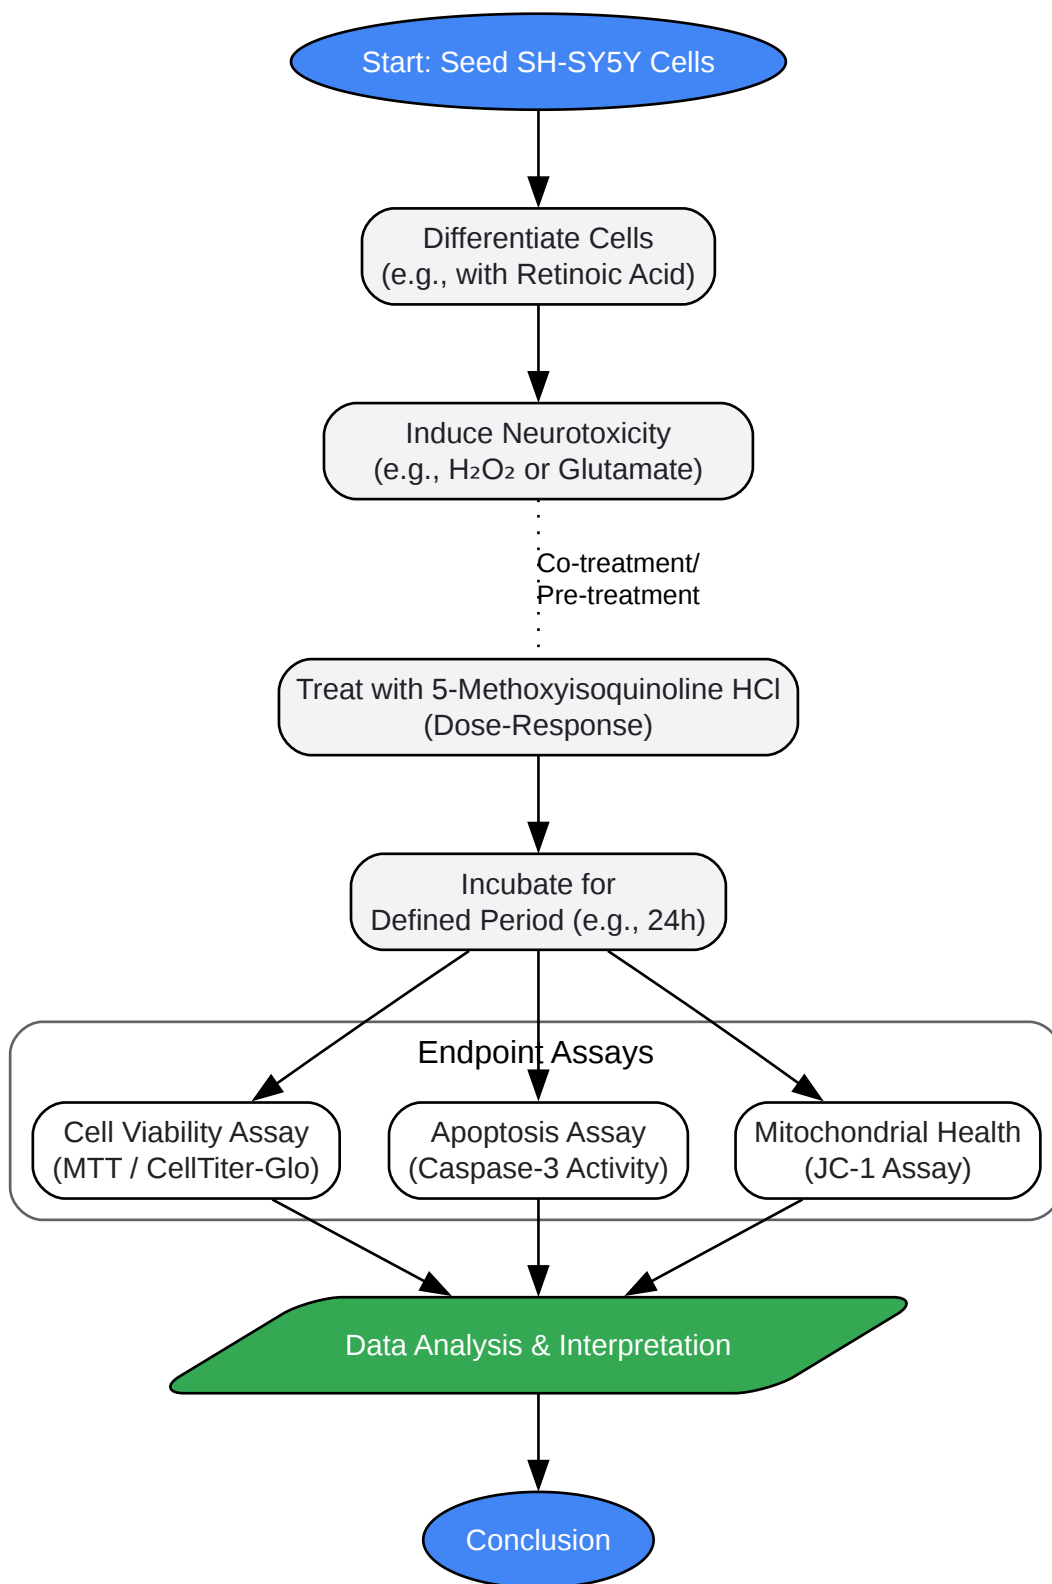 Start: Seed SH-SY5Y Cells
Differentiate Cells
(e.g., with Retinoic Acid)
Induce Neurotoxicity
(e.g., H₂O₂ or Glutamate)
Co-treatment/
Pre-treatment
Treat with 5-Methoxyisoquinoline HCl
(Dose-Response)
Incubate for
Defined Period (e.g., 24h)
Endpoint Assays
Cell Viability Assay
(MTT / CellTiter-Glo)
Apoptosis Assay
(Caspase-3 Activity)
Mitochondrial Health
(JC-1 Assay)
Data Analysis & Interpretation
Conclusion